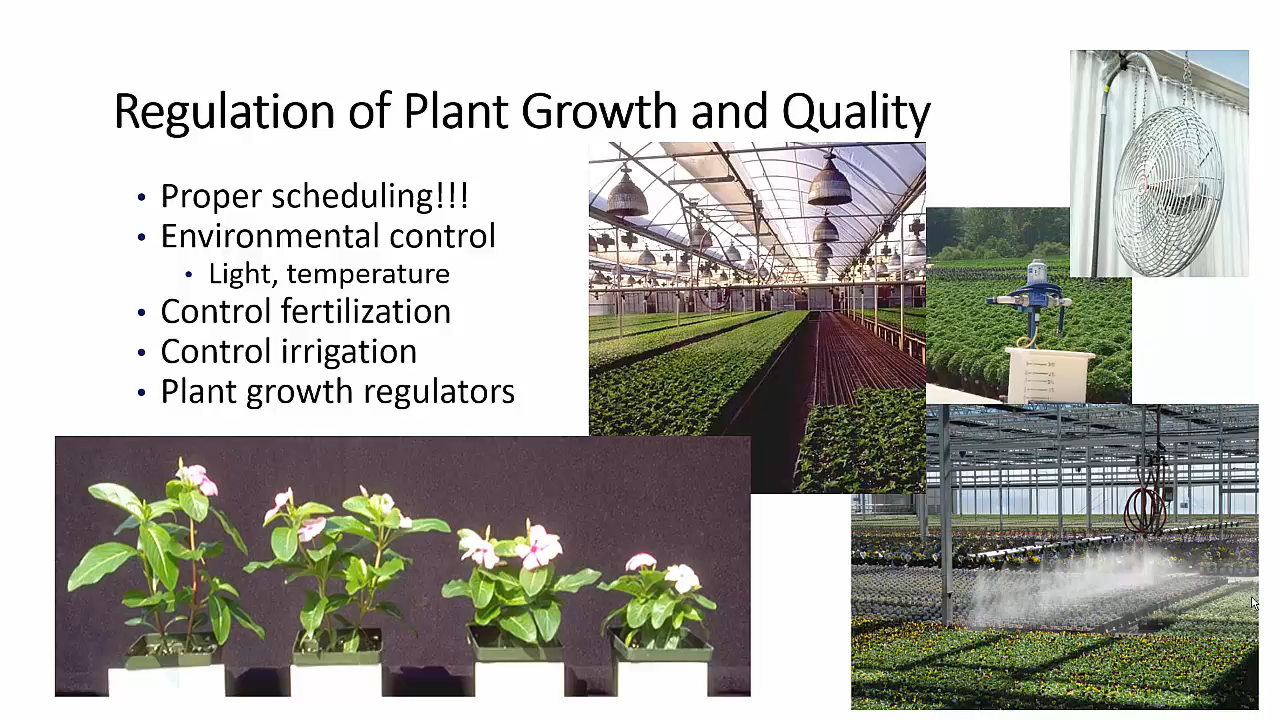 Regulation of Plant Growth and Quality
• Proper scheduling!!!
• Environmental control
• Light, temperature
• Control fertilization
• Control irrigation
• Plant growth regulators